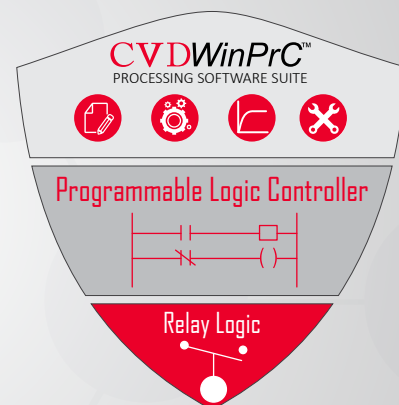 CVDWinPrC™
PROCESSING SOFTWARE SUITE
Programmable Logic Controller
Relay Logic